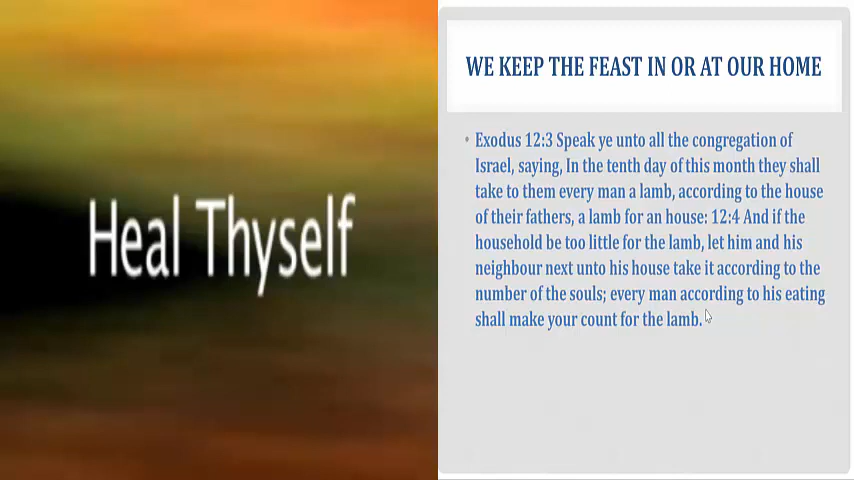 Heal Thyself
WE KEEP THE FEAST IN OR AT OUR HOME
• Exodus 12:3 Speak ye unto all the congregation of
Israel, saying, In the tenth day of this month they shall
take to them every man a lamb, according to the house
of their fathers, a lamb for an house: 12:4 And if the
household be too little for the lamb, let him and his
neighbour next unto his house take it according to the
number of the souls; every man according to his eating
shall make your count for the lamb.